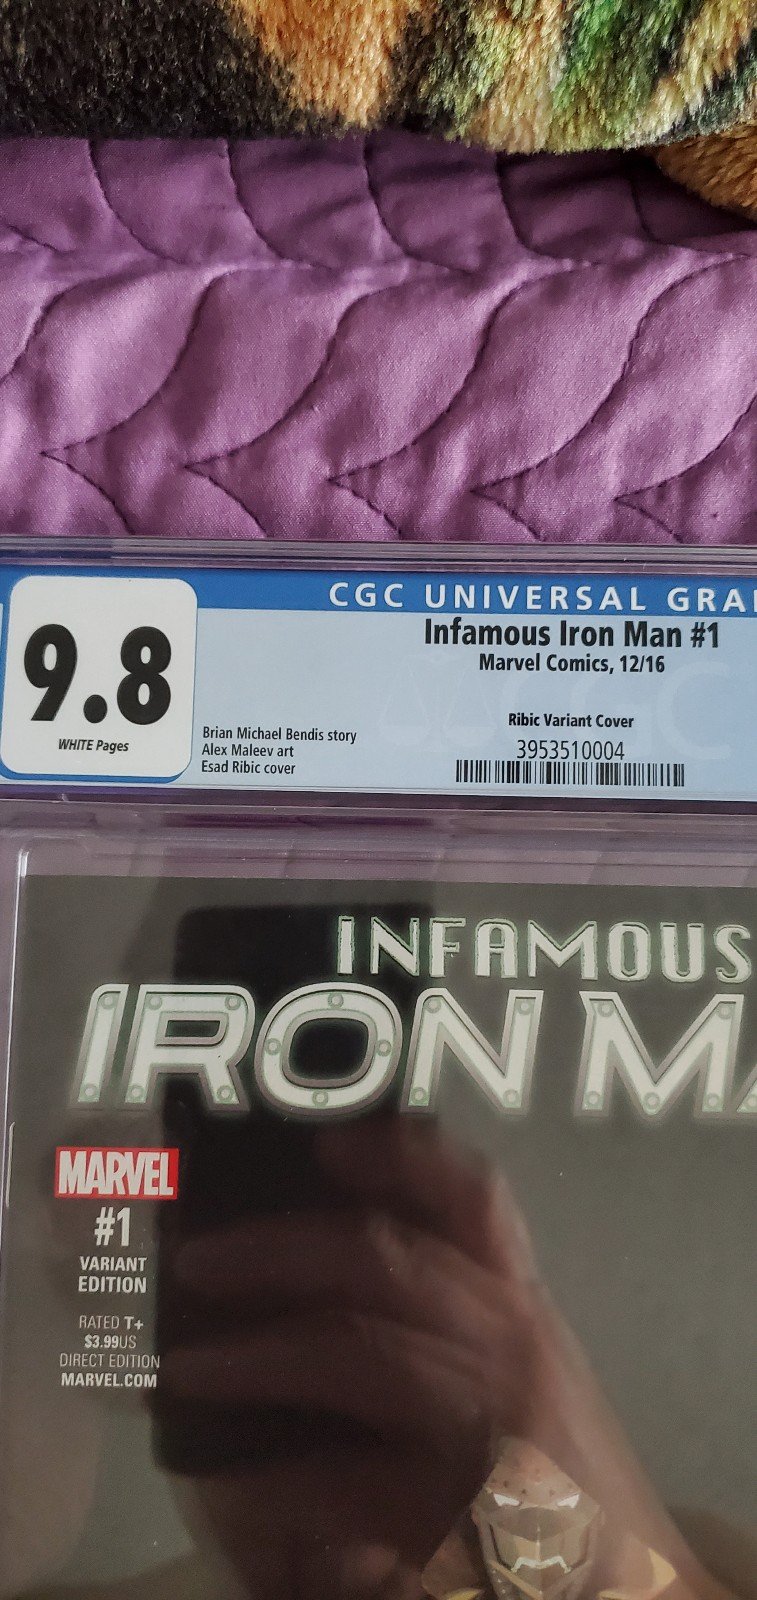 CGC UNIVERSAL GRA
9.8
WHITE Pages
Infamous Iron Man #1
Marvel Comics, 12/16
Ribic Variant Cover
Brian Michael Bendis story
Alex Maleev art
Esad Ribic cover
3953510004
INFAMOUS
IRON MA
MARVEL
#1
VARIANT
EDITION
RATED T+
$3.99US
DIRECT EDITION
MARVEL.COM